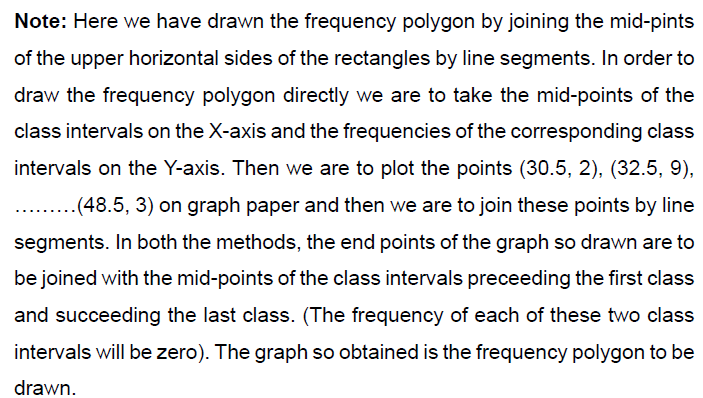 Note: Here we have drawn the frequency polygon by joining the mid-pints
of the upper horizontal sides of the rectangles by line segments. In order to
draw the frequency polygon directly we are to take the mid-points of the
class intervals on the X-axis and the frequencies of the corresponding class
intervals on the Y-axis. Then we are to plot the points (30.5, 2), (32.5, 9),
.........(48.5, 3) on graph paper and then we are to join these points by line
segments. In both the methods, the end points of the graph so drawn are to
be joined with the mid-points of the class intervals preceeding the first class
and succeeding the last class. (The frequency of each of these two class
intervals will be zero). The graph so obtained is the frequency polygon to be
drawn.